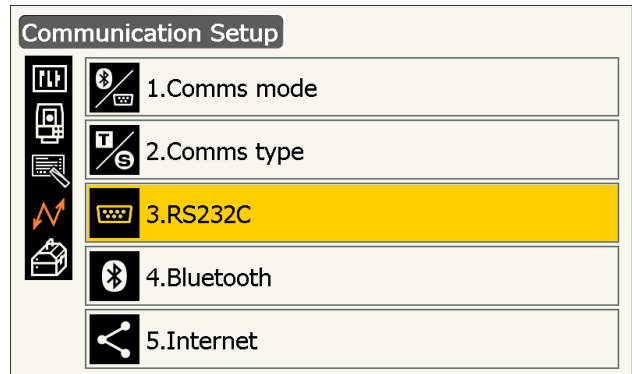 Communication Setup
1.Comms mode
T
S
2.Comms type
3.RS232C
4.Bluetooth
5.Internet